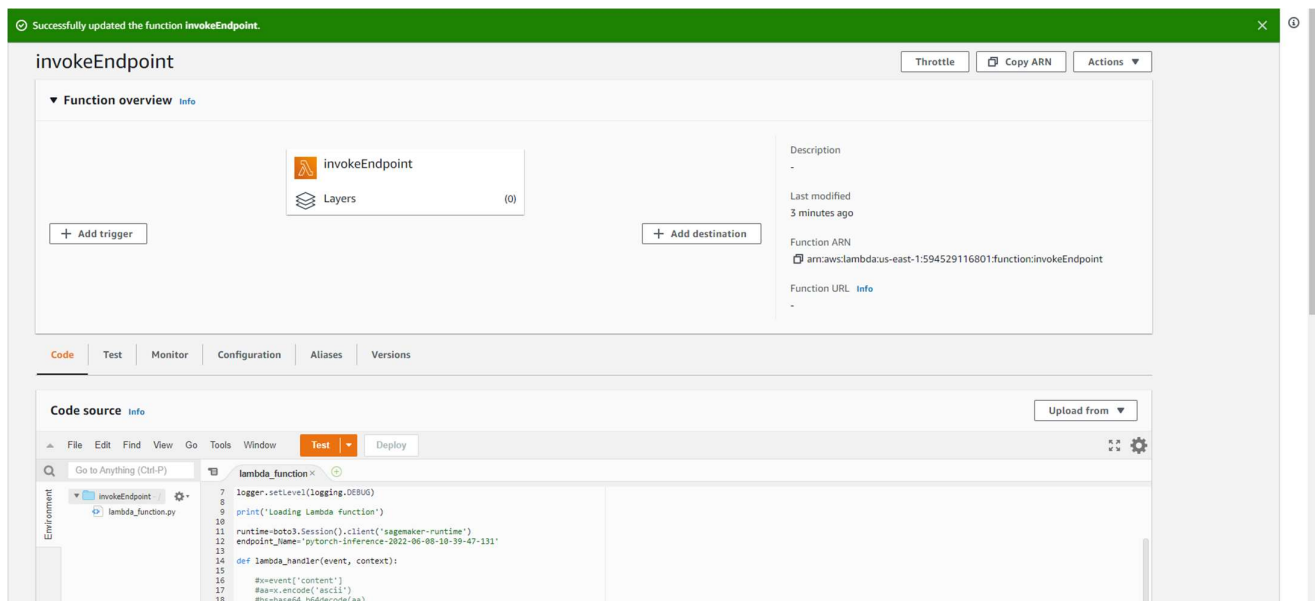 Successfully updated the function invokeEndpoint.
invokeEndpoint
Throttle
Copy ARN
Actions
Function overview Info
invokeEndpoint
Layers (0)
Add trigger
Add destination
Description
-
Last modified
3 minutes ago
Function ARN
arn:aws:lambda:us-east-1:594529116801:function:invokeEndpoint
Function URL Info
-
Code Test Monitor Configuration Aliases Versions
Code source Info
Upload from
File Edit Find View Go Tools Window Test Deploy
Go to Anything (Ctrl-P)
lambda_function
Environment
invokeEndpoint - /
lambda_function.py
7 logger.setLevel(logging.DEBUG)
8
9 print('Loading Lambda function')
10
11 runtime=boto3.Session().client('sagemaker-runtime')
12 endpoint_Name='pytorch-inference-2022-06-08-10-39-47-131'
13
14 def lambda_handler(event, context):
15
16 #x=event['content']
17 #aa=x.encode('ascii')
18 #bs=base64.b64decode(aa)